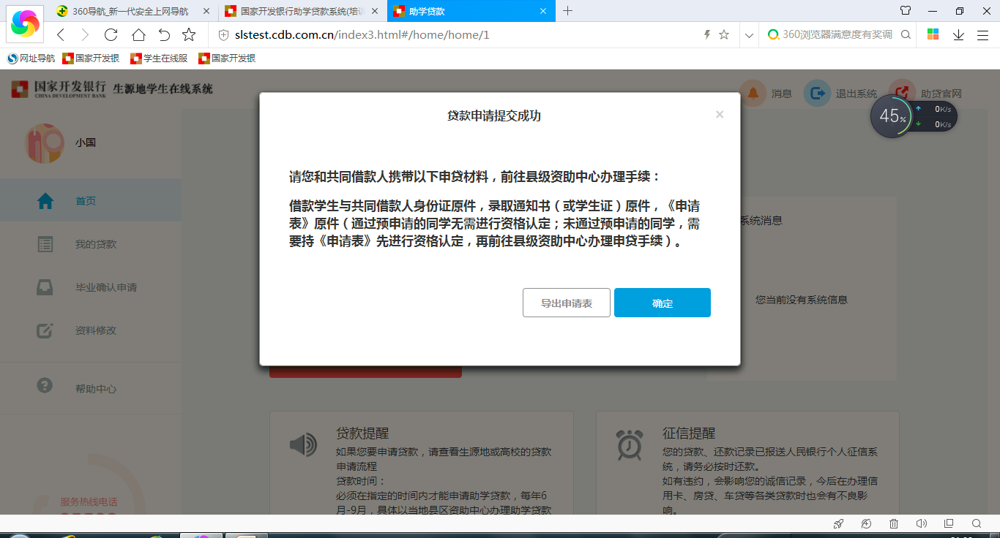 360导航_新一代安全上网导航
国家开发银行助学贷款系统(培训
助学贷款
slstest.cdb.com.cn/index3.html#/home/home/1
360浏览器满意度有奖调
网址导航
国家开发银
学生在线服
国家开发银
国家开发银行
CHINA DEVELOPMENT BANK
生源地学生在线系统
消息
退出系统
助贷官网
45%
0K/s
0K/s
小国
首页
我的贷款
毕业确认申请
资料修改
帮助中心
服务热线电话
贷款申请提交成功
×
请您和共同借款人携带以下申贷材料，前往县级资助中心办理手续：
借款学生与共同借款人身份证原件，录取通知书（或学生证）原件，《申请
表》原件（通过预申请的同学无需进行资格认定；未通过预申请的同学，需
要持《申请表》先进行资格认定，再前往县级资助中心办理申贷手续）。
导出申请表
确定
系统消息
您当前没有系统信息
贷款提醒
如果您要申请贷款，请查看生源地或高校的贷款
申请流程
贷款时间：
必须在指定的时间内才能申请助学贷款，每年6
月-9月，具体以当地县区资助中心办理助学贷款
征信提醒
您的贷款、还款记录已报送人民银行个人征信系
统，请务必按时还款。
如有违约，会影响您的诚信记录，今后在办理信
用卡、房贷、车贷等各类贷款时也会有不良影
响。